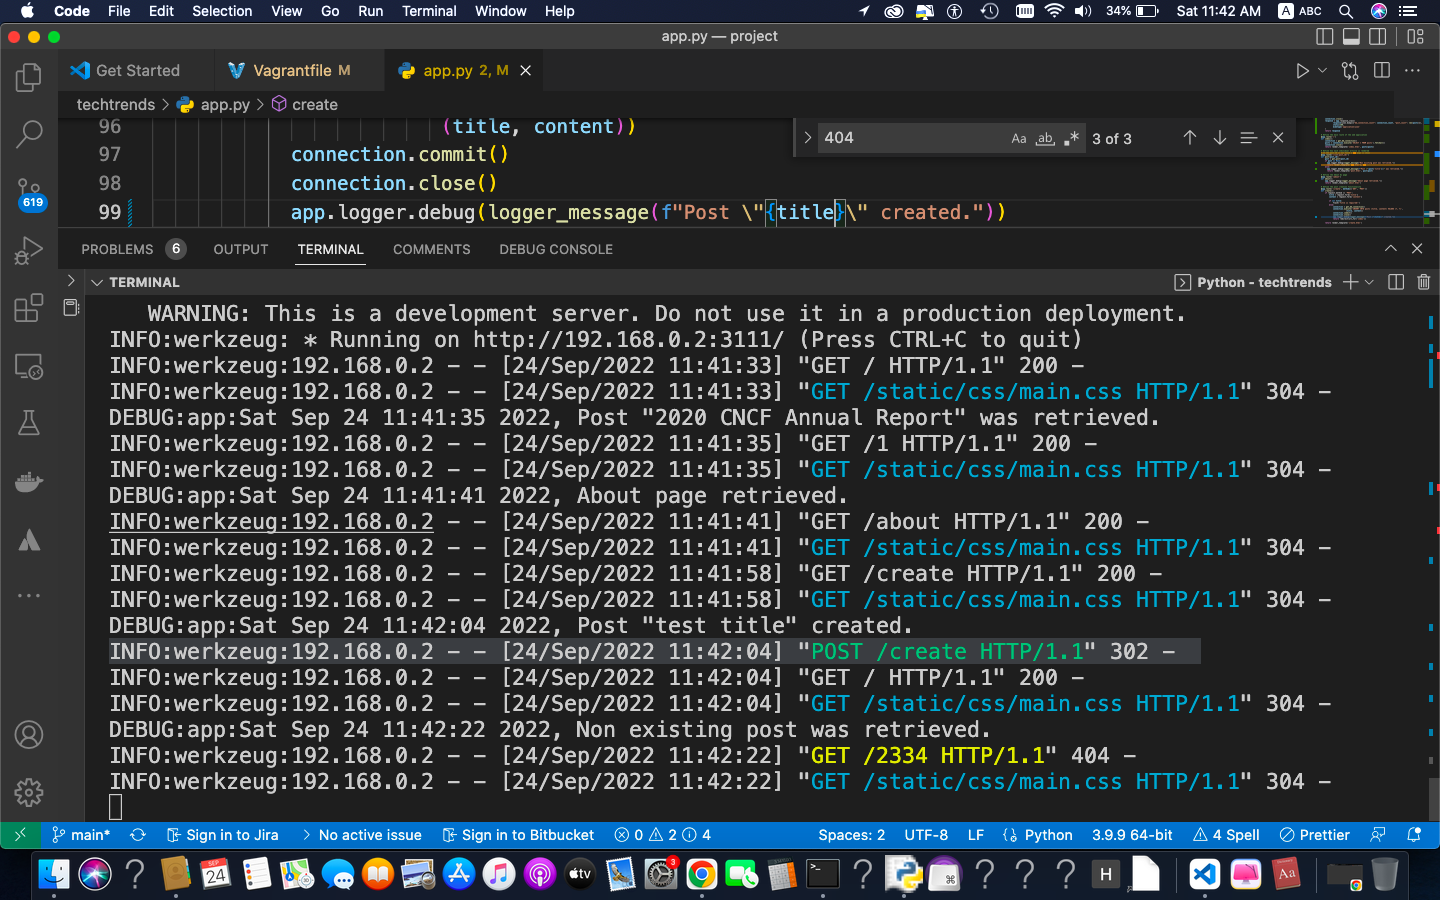 Code File Edit Selection View Go Run Terminal Window Help 34% Sat 11:42 AM A ABC
app.py — project
Get Started Vagrantfile M app.py 2, M
techtrends > app.py > create
404 Aa ab 3 of 3
96 (title, content))
97 connection.commit()
98 connection.close()
99 app.logger.debug(logger_message(f"Post \"{title}\" created."))
619
PROBLEMS 6 OUTPUT TERMINAL COMMENTS DEBUG CONSOLE
TERMINAL Python - techtrends
WARNING: This is a development server. Do not use it in a production deployment.
INFO:werkzeug: * Running on http://192.168.0.2:3111/ (Press CTRL+C to quit)
INFO:werkzeug:192.168.0.2 - - [24/Sep/2022 11:41:33] "GET / HTTP/1.1" 200 -
INFO:werkzeug:192.168.0.2 - - [24/Sep/2022 11:41:33] "GET /static/css/main.css HTTP/1.1" 304 -
DEBUG:app:Sat Sep 24 11:41:35 2022, Post "2020 CNCF Annual Report" was retrieved.
INFO:werkzeug:192.168.0.2 - - [24/Sep/2022 11:41:35] "GET /1 HTTP/1.1" 200 -
INFO:werkzeug:192.168.0.2 - - [24/Sep/2022 11:41:35] "GET /static/css/main.css HTTP/1.1" 304 -
DEBUG:app:Sat Sep 24 11:41:41 2022, About page retrieved.
INFO:werkzeug:192.168.0.2 - - [24/Sep/2022 11:41:41] "GET /about HTTP/1.1" 200 -
INFO:werkzeug:192.168.0.2 - - [24/Sep/2022 11:41:41] "GET /static/css/main.css HTTP/1.1" 304 -
INFO:werkzeug:192.168.0.2 - - [24/Sep/2022 11:41:58] "GET /create HTTP/1.1" 200 -
INFO:werkzeug:192.168.0.2 - - [24/Sep/2022 11:41:58] "GET /static/css/main.css HTTP/1.1" 304 -
DEBUG:app:Sat Sep 24 11:42:04 2022, Post "test title" created.
INFO:werkzeug:192.168.0.2 - - [24/Sep/2022 11:42:04] "POST /create HTTP/1.1" 302 -
INFO:werkzeug:192.168.0.2 - - [24/Sep/2022 11:42:04] "GET / HTTP/1.1" 200 -
INFO:werkzeug:192.168.0.2 - - [24/Sep/2022 11:42:04] "GET /static/css/main.css HTTP/1.1" 304 -
DEBUG:app:Sat Sep 24 11:42:22 2022, Non existing post was retrieved.
INFO:werkzeug:192.168.0.2 - - [24/Sep/2022 11:42:22] "GET /2334 HTTP/1.1" 404 -
INFO:werkzeug:192.168.0.2 - - [24/Sep/2022 11:42:22] "GET /static/css/main.css HTTP/1.1" 304 -
main* Sign in to Jira No active issue Sign in to Bitbucket 0 2 4 Spaces: 2 UTF-8 LF Python 3.9.9 64-bit 4 Spell Prettier
SEP 24 tv 3 H Aa